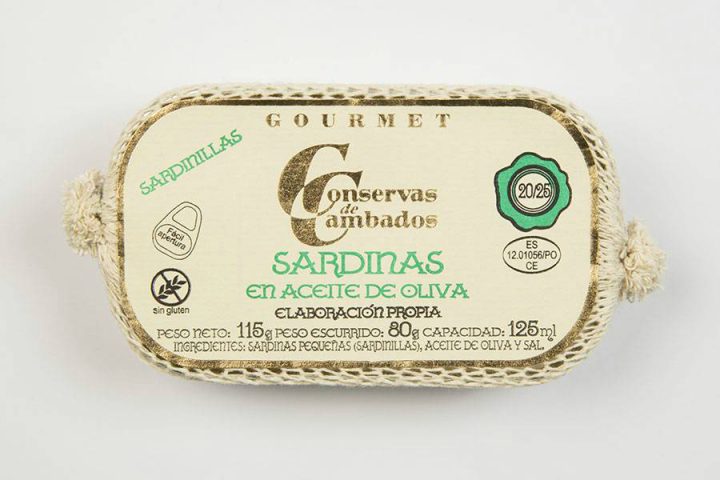 GOURMET
SARDINILLAS
Conservas
de
Cambados
20/25
Fácil
apertura
ES
12.01056/PO
CE
SARDINAS
EN ACEITE DE OLIVA
sin gluten
ELABORACIÓN PROPIA
PESO NETO: 115g PESO ESCURRIDO: 80g CAPACIDAD: 125ml
INGREDIENTES: SARDINAS PEQUEÑAS (SARDINILLAS), ACEITE DE OLIVA Y SAL.